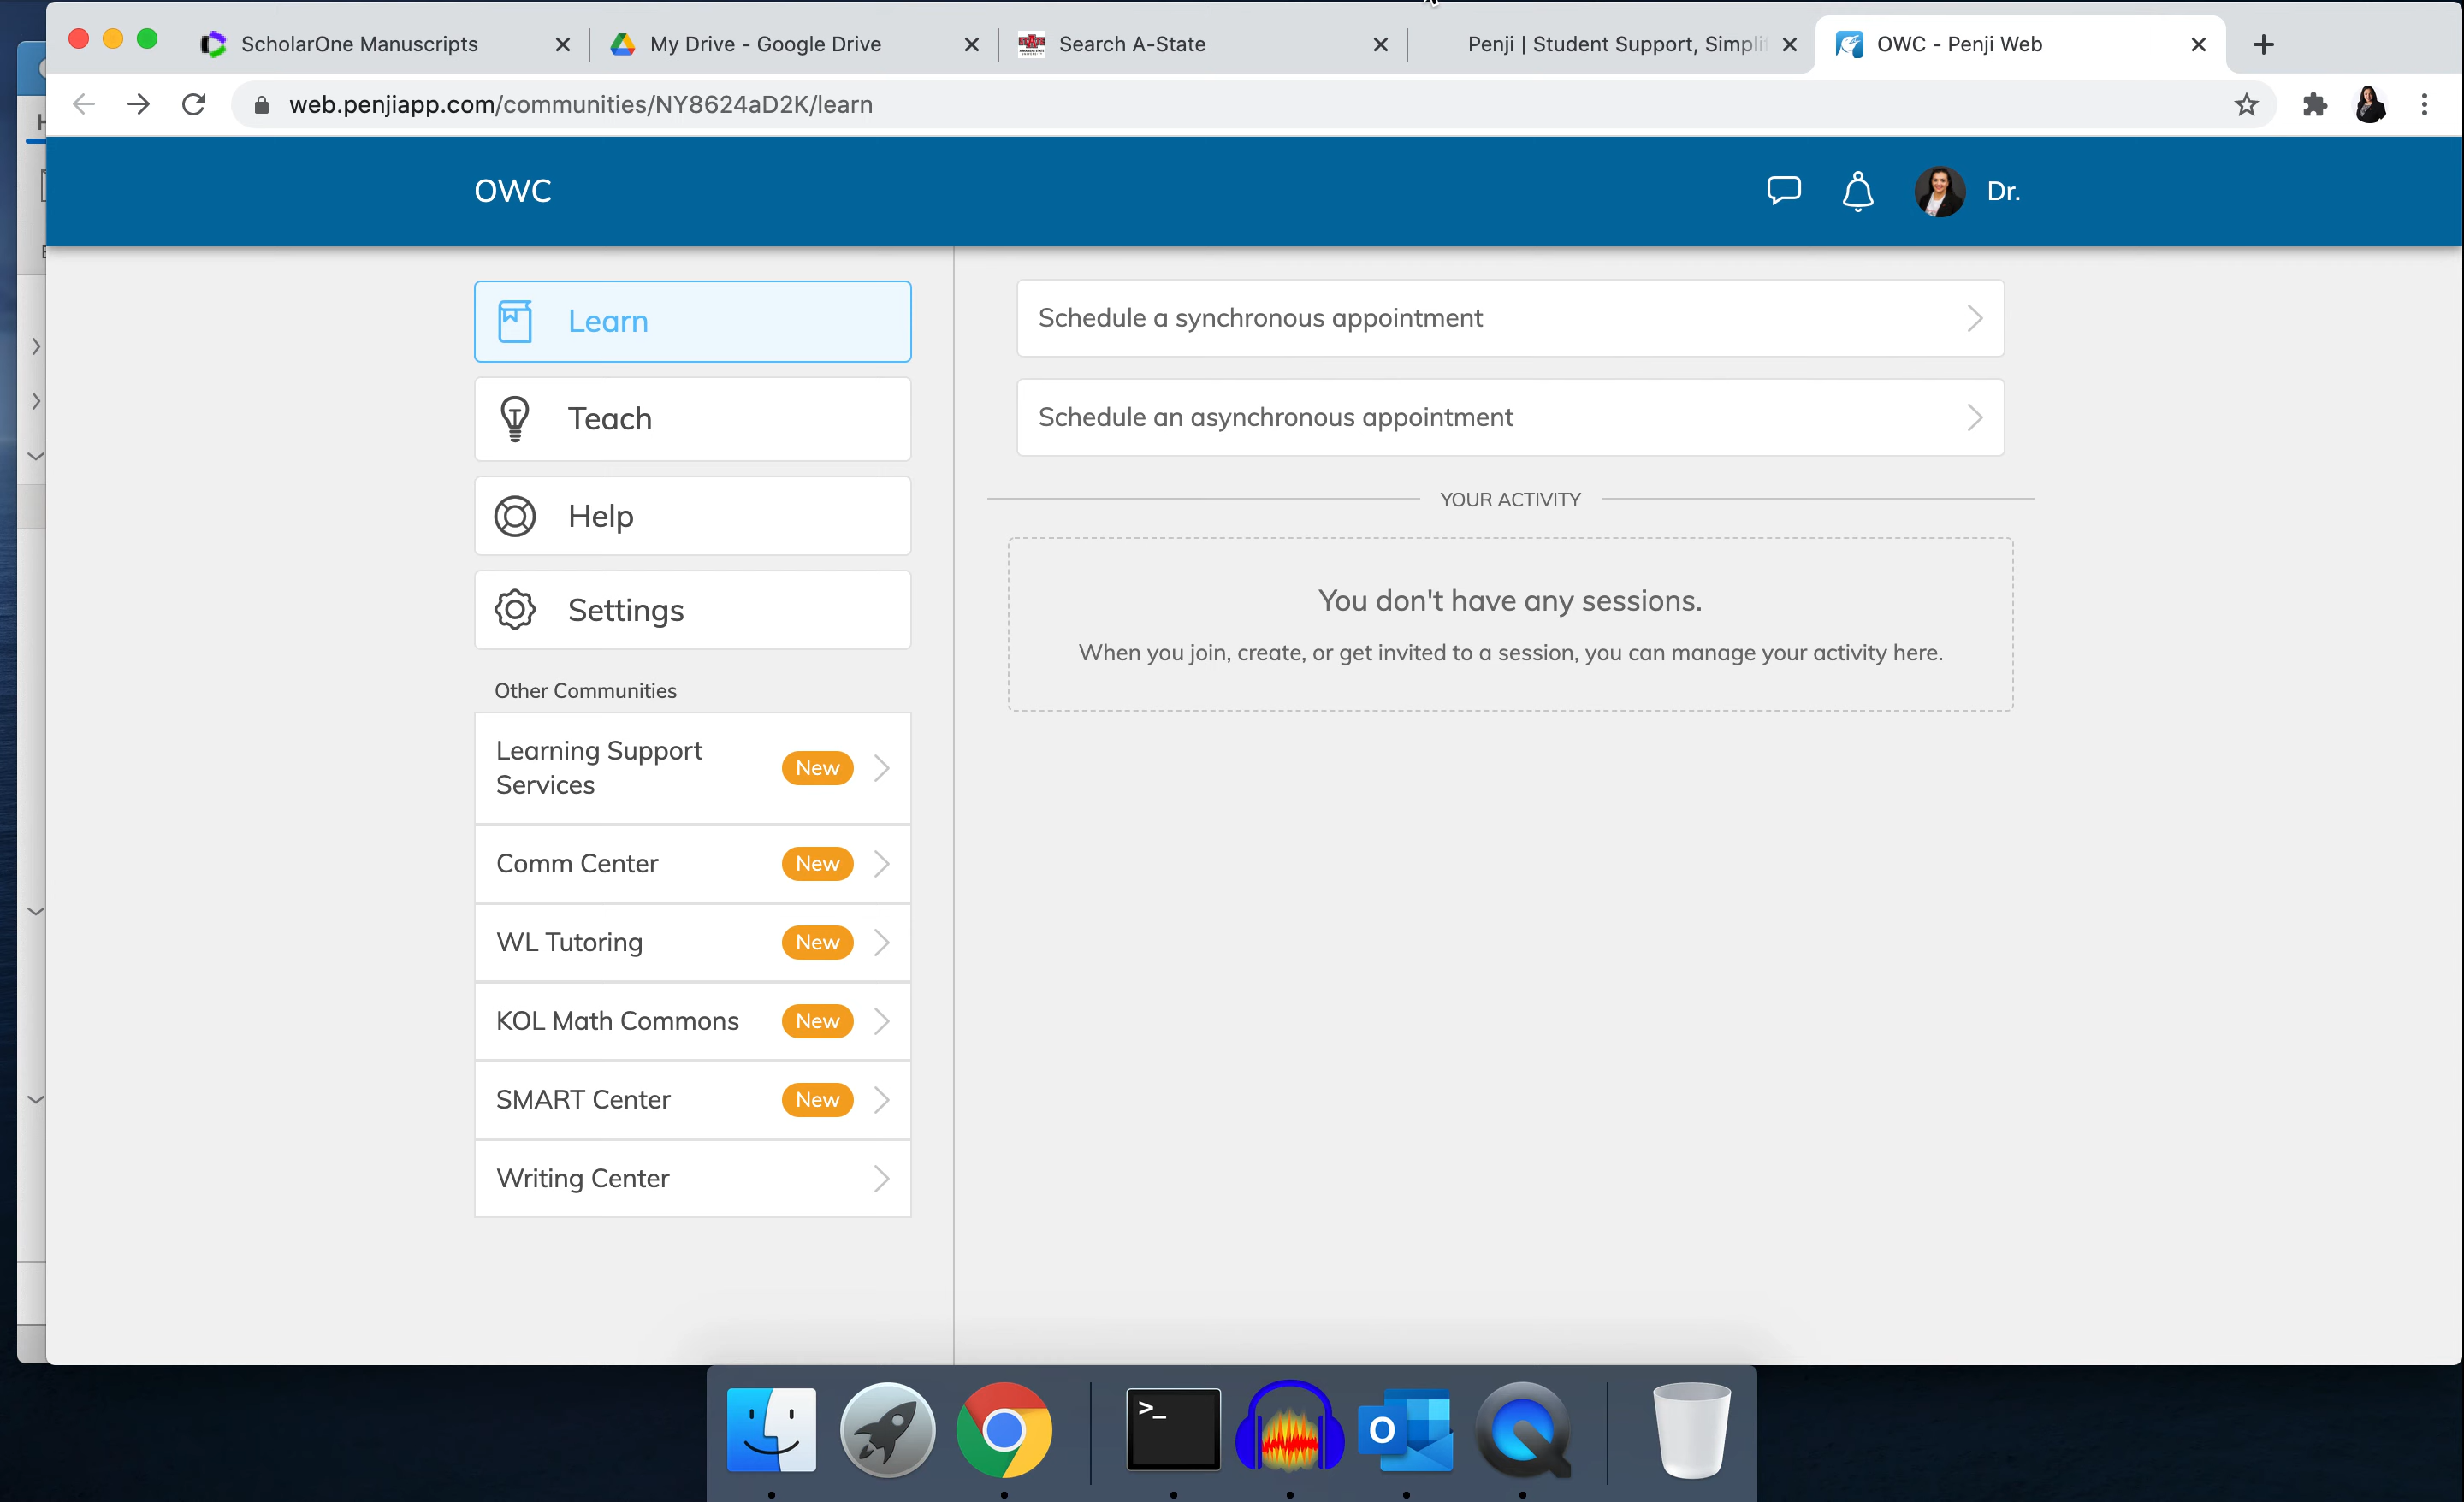 ScholarOne Manuscripts
My Drive - Google Drive
Search A-State
Penji | Student Support, Simpli
OWC - Penji Web
web.penjiapp.com/communities/NY8624aD2K/learn
OWC
Dr.
Learn
Teach
Help
Settings
Other Communities
Learning Support
Services
New
Comm Center
New
WL Tutoring
New
KOL Math Commons
New
SMART Center
New
Writing Center
Schedule a synchronous appointment
Schedule an asynchronous appointment
YOUR ACTIVITY
You don't have any sessions.
When you join, create, or get invited to a session, you can manage your activity here.
>_
O